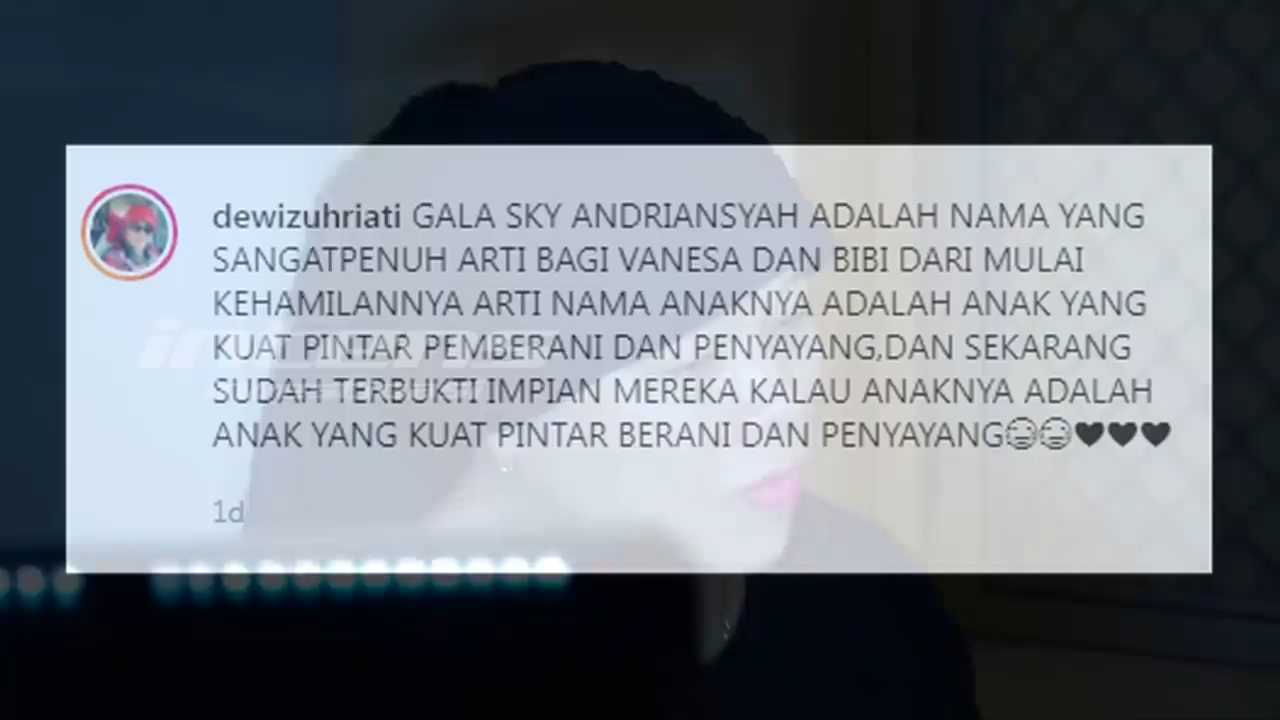 dewizuhriati GALA SKY ANDRIANSYAH ADALAH NAMA YANG
SANGATPENUH ARTI BAGI VANESA DAN BIBI DARI MULAI
KEHAMILANNYA ARTI NAMA ANAKNYA ADALAH ANAK YANG
KUAT PINTAR PEMBERANI DAN PENYAYANG,DAN SEKARANG
SUDAH TERBUKTI IMPIAN MEREKA KALAU ANAKNYA ADALAH
ANAK YANG KUAT PINTAR BERANI DAN PENYAYANG
1d